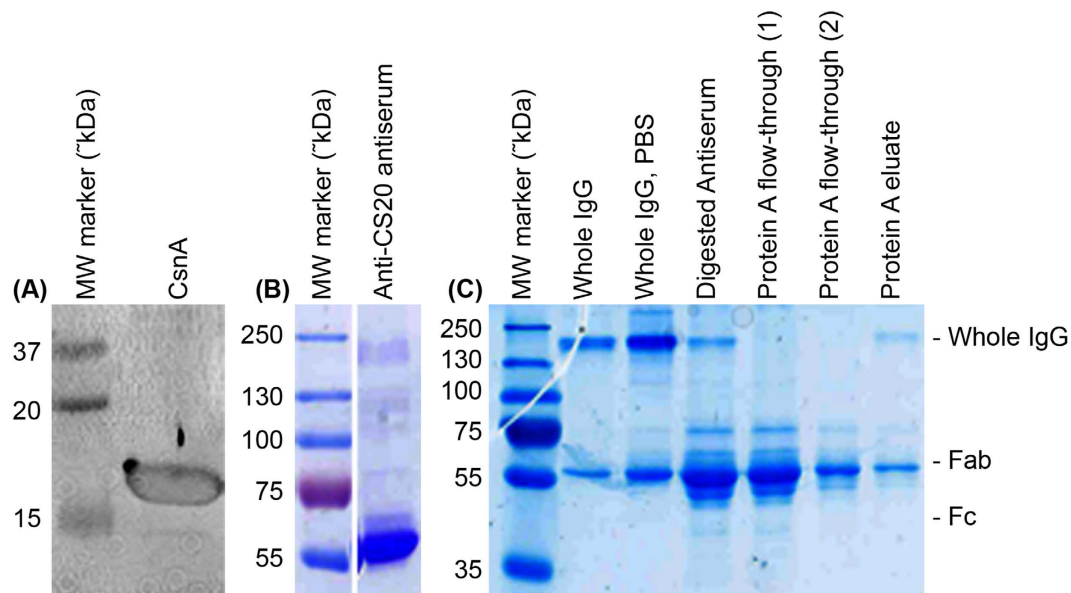 (A)
MW marker (˜kDa)
CsnA
37
20
15
(B)
MW marker (˜kDa)
Anti-CS20 antiserum
250
130
100
75
55
(C)
MW marker (˜kDa)
Whole IgG
Whole IgG, PBS
Digested Antiserum
Protein A flow-through (1)
Protein A flow-through (2)
Protein A eluate
250
130
100
75
55
35
- Whole IgG
- Fab
- Fc